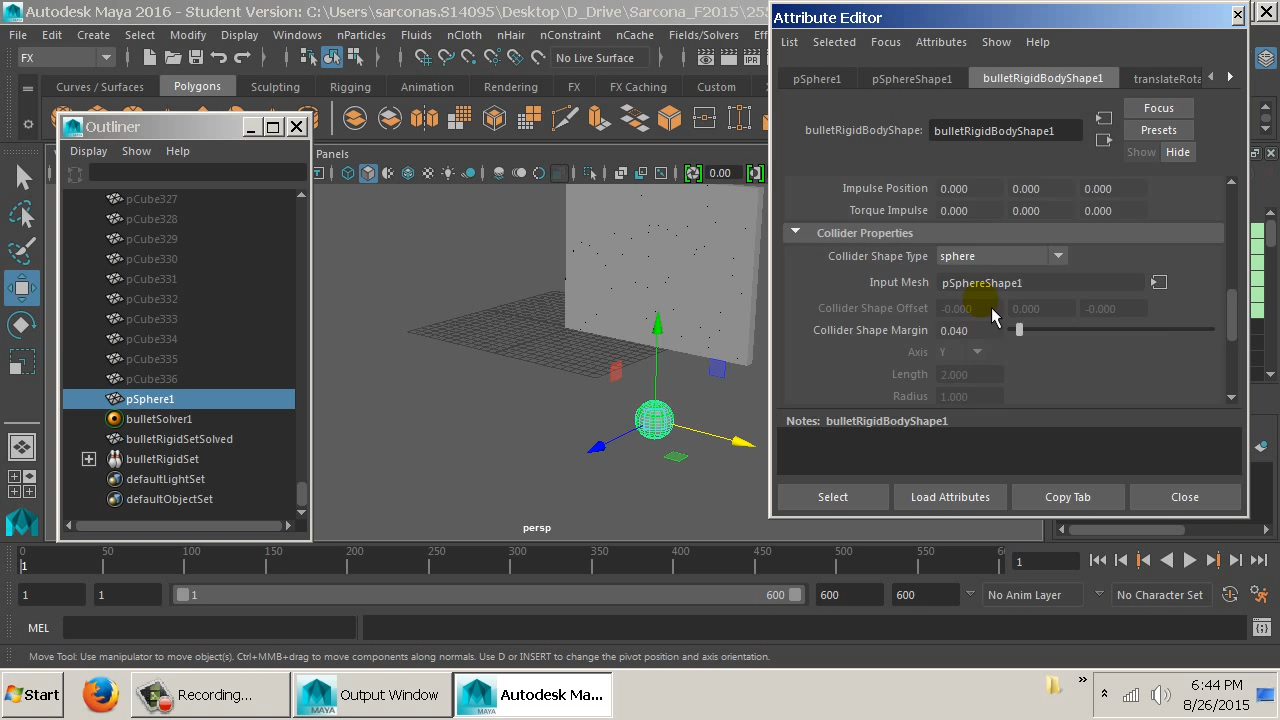 Autodesk Maya 2016 - Student Version: C:\Users\sarconas\814095\Desktop\D_Drive\Sarcona_F2015\255
File Edit Create Select Modify Display Windows nParticles Fluids nCloth nHair nConstraint nCache Fields/Solvers
FX No Live Surface IPR
Curves / Surfaces Polygons Sculpting Rigging Animation Rendering FX FX Caching
Outliner
Display Show Help
pCube327
pCube328
pCube329
pCube330
pCube331
pCube332
pCube333
pCube334
pCube335
pCube336
pSphere1
bulletSolver1
bulletRigidSetSolved
bulletRigidSet
defaultLightSet
defaultObjectSet
Panels
0.00
persp
Attribute Editor
List Selected Focus Attributes Show Help
pSphere1 pSphereShape1 bulletRigidBodyShape1 translateRota
Focus
bulletRigidBodyShape: bulletRigidBodyShape1
Presets
Show Hide
Impulse Position 0.000 0.000 0.000
Torque Impulse 0.000 0.000 0.000
Collider Properties
Collider Shape Type sphere
Input Mesh pSphereShape1
Collider Shape Offset -0.000 0.000 -0.000
Collider Shape Margin 0.040
Axis Y
Length 2.000
Radius 1.000
Notes: bulletRigidBodyShape1
Select Load Attributes Copy Tab Close
0 50 100 150 200 250 300 350 400 450 500 550
1 1
1 1 1 600 600 600 No Anim Layer No Character Set
MEL
Move Tool: Use manipulator to move object(s). Ctrl+MMB+drag to move components along normals. Use D or INSERT to change the pivot position and axis orientation.
Start Recording... Output Window Autodesk Ma... 6:44 PM
8/26/2015